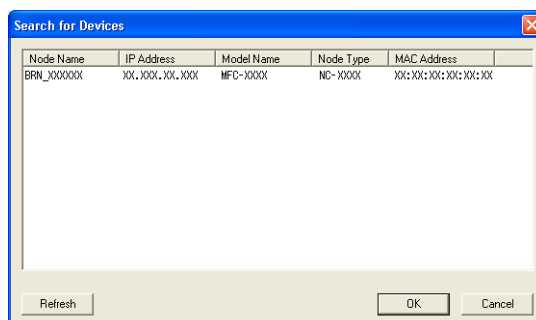 Search for Devices
Node Name IP Address Model Name Node Type MAC Address
BRN_XXXXXX XX.XXX.XX.XXX MFC-XXXX NC-XXXX XX:XX:XX:XX:XX:XX
Refresh OK Cancel